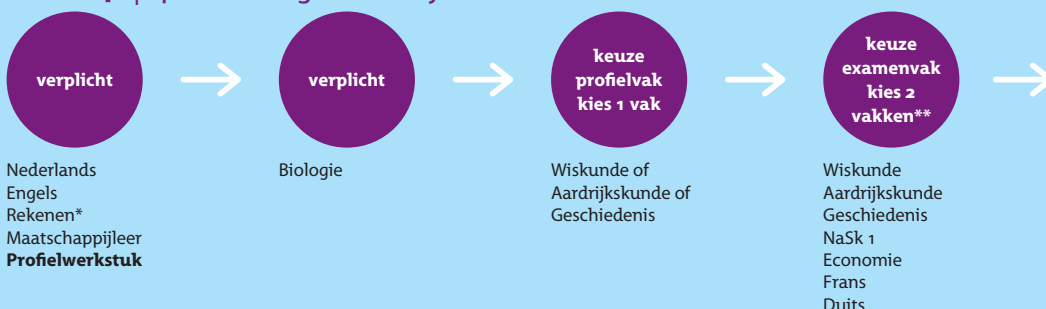 verplicht
Nederlands
Engels
Rekenen*
Maatschappijleer
Profielwerkstuk
verplicht
Biologie
keuze
profielvak
kies 1 vak
Wiskunde of
Aardrijkskunde of
Geschiedenis
keuze
examenvak
kies 2
vakken**
Wiskunde
Aardrijkskunde
Geschiedenis
NaSk 1
Economie
Frans
Duits